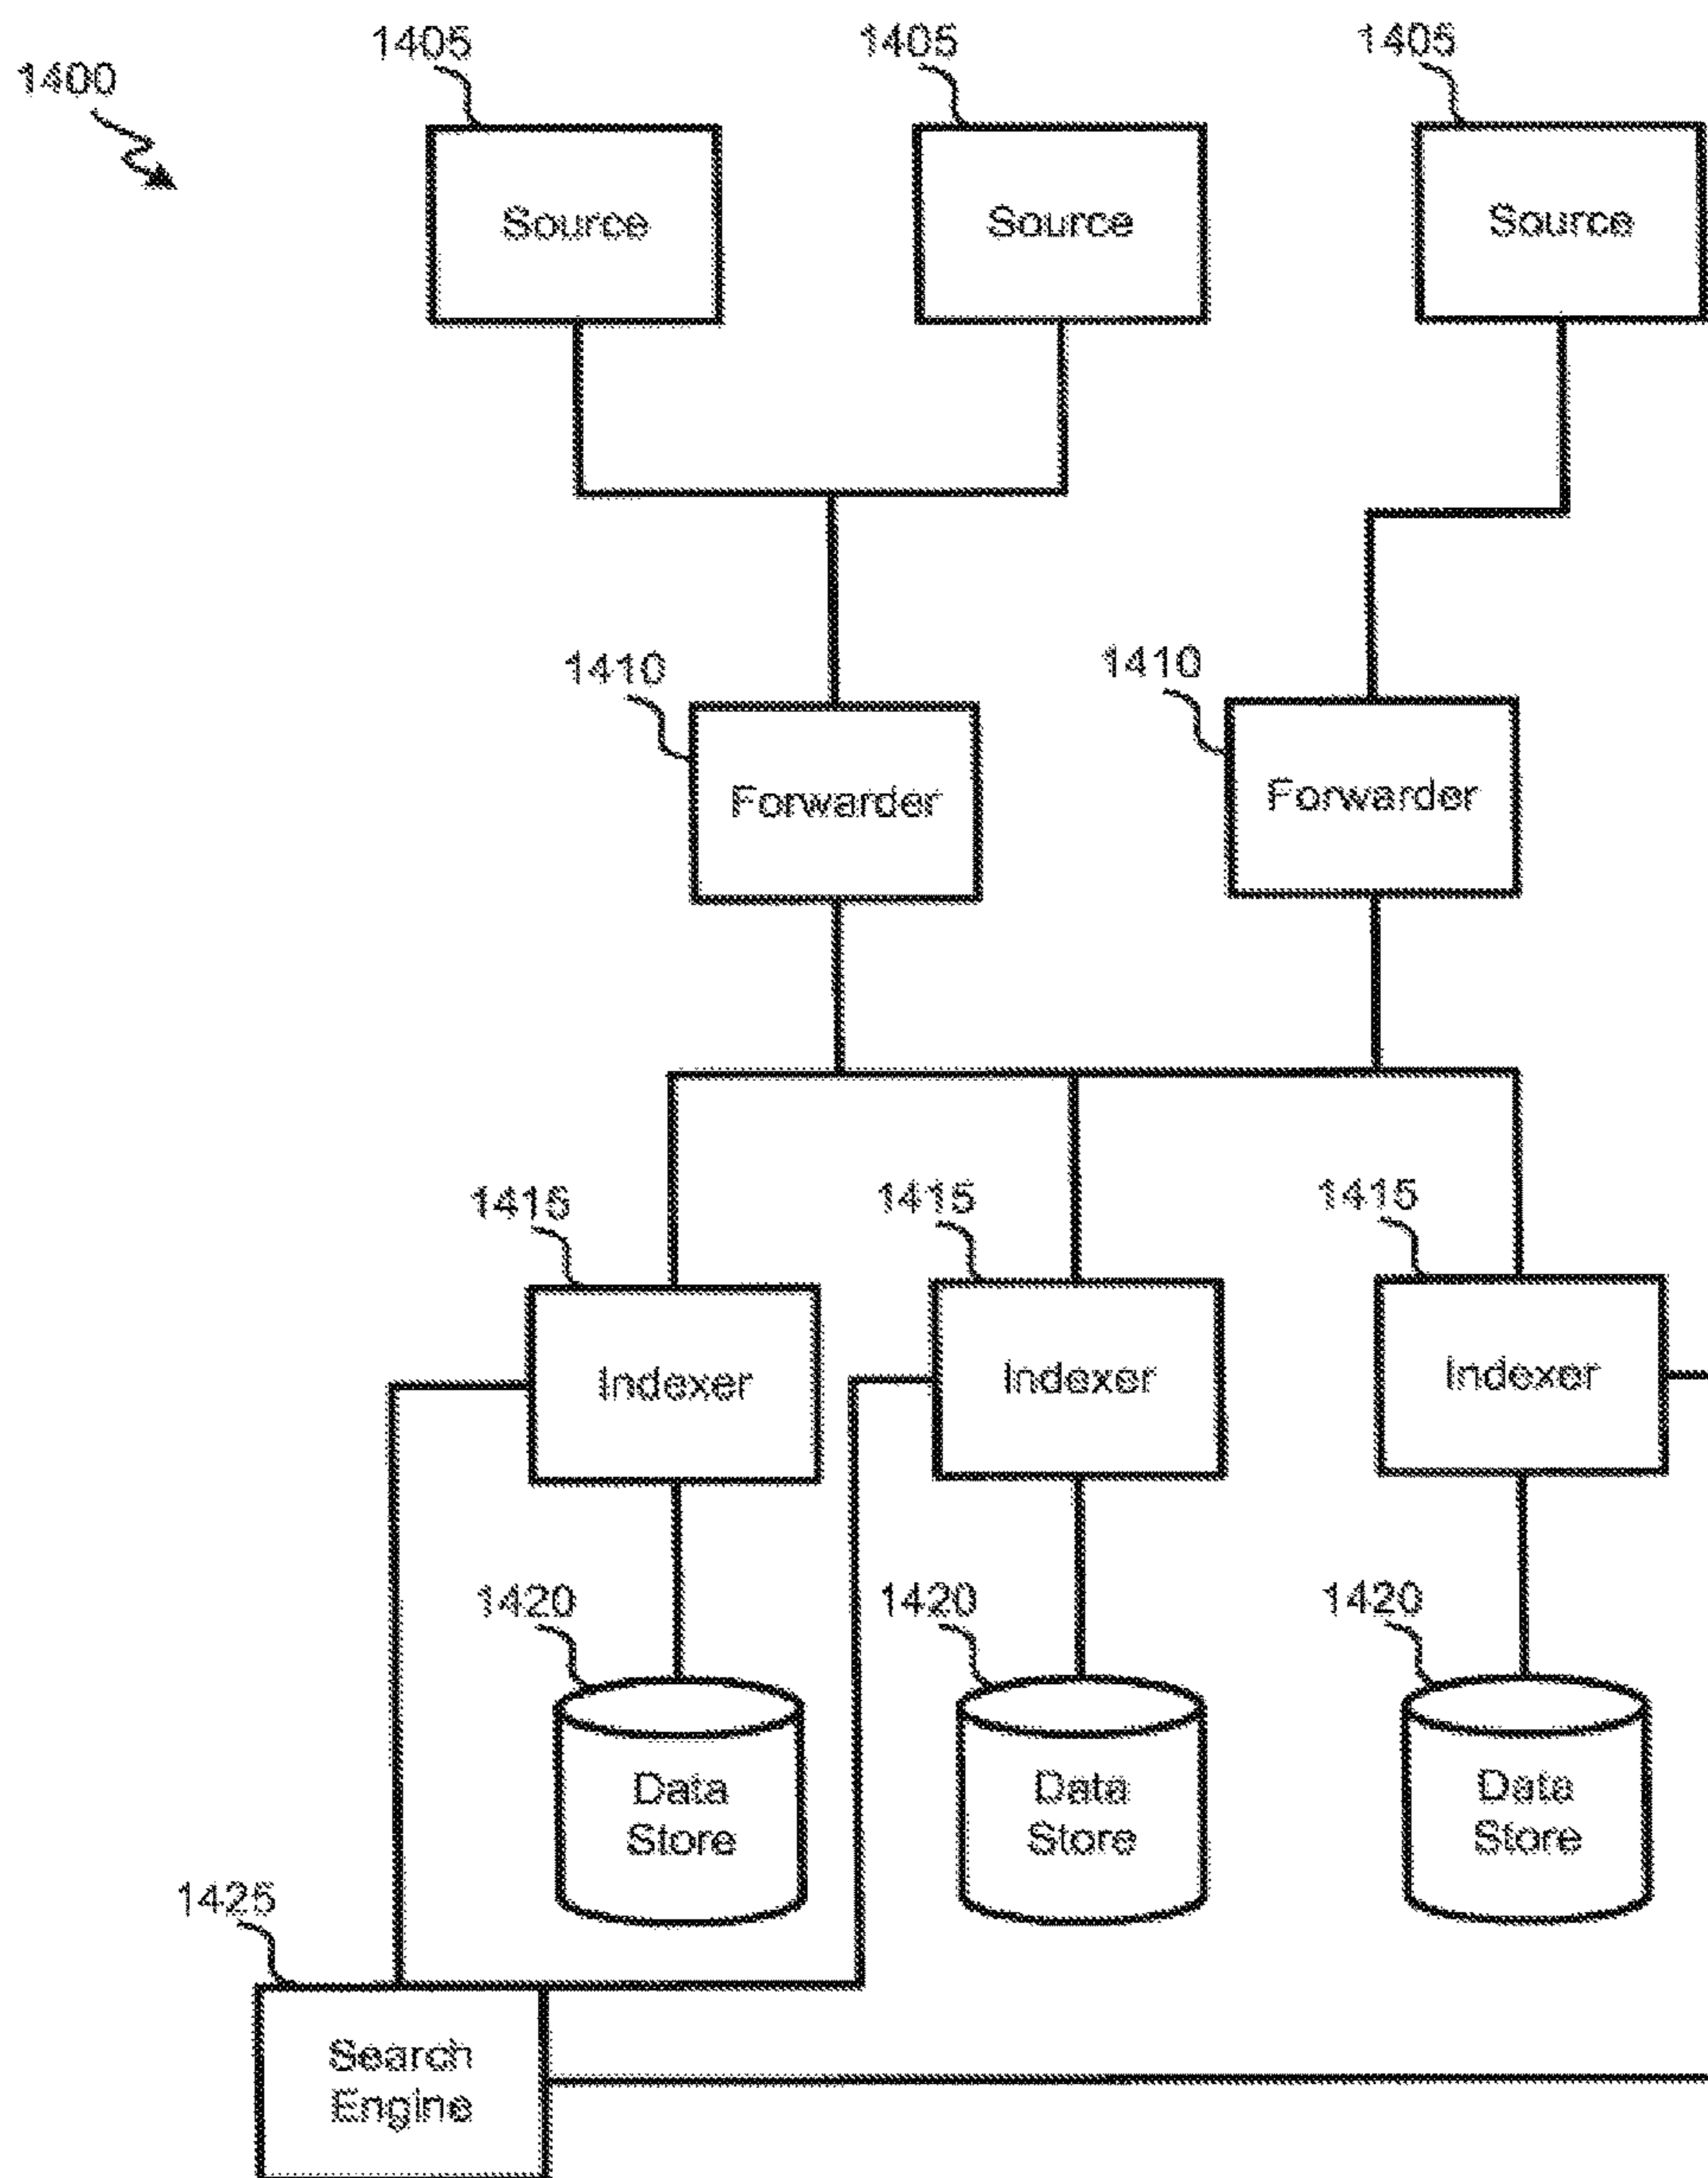 1400
1405
1405
1405
Source
Source
Source
1410
1410
Forwarder
Forwarder
1415
1415
1415
Indexer
Indexer
Indexer
1420
1420
1420
Data
Store
Data
Store
Data
Store
1425
Search
Engine